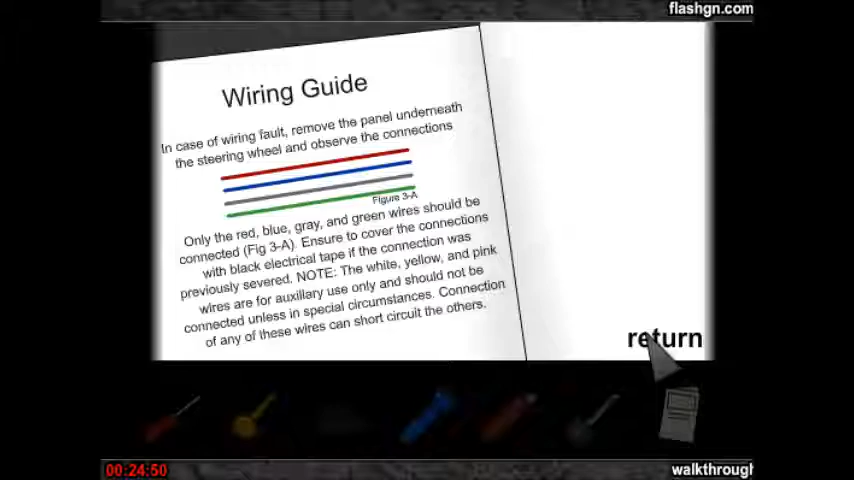 flashgn.com
Wiring Guide
In case of wiring fault, remove the panel underneath
the steering wheel and observe the connections
Figure 3-A
Only the red, blue, gray, and green wires should be
connected (Fig 3-A). Ensure to cover the connections
with black electrical tape if the connection was
previously severed. NOTE: The white, yellow, and pink
wires are for auxillary use only and should not be
connected unless in special circumstances. Connection
of any of these wires can short circuit the others.
return
00:24:50
walkthrough